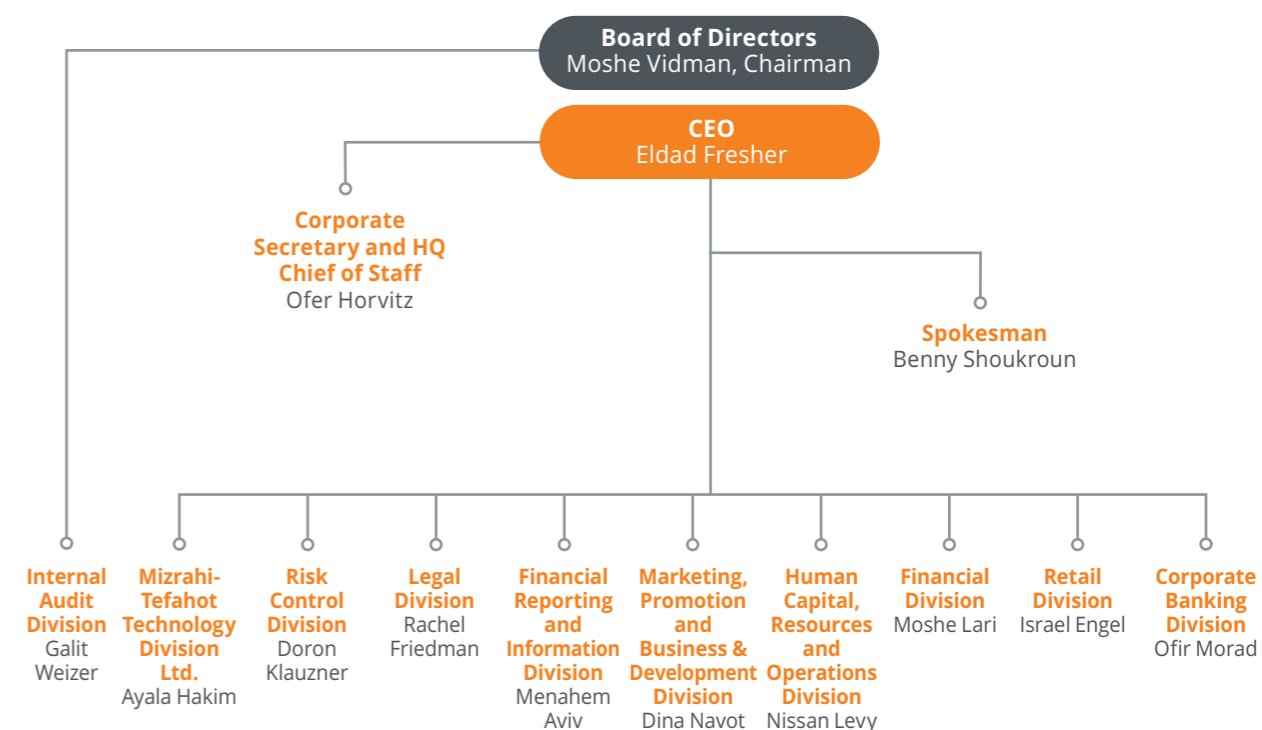 Board of Directors
Moshe Vidman, Chairman
CEO
Eldad Fresher
Corporate
Secretary and HQ
Chief of Staff
Ofer Horvitz
Spokesman
Benny Shoukroun
Internal
Audit
Division
Galit
Weizer
Mizrahi-
Tefahot
Technology
Division
Ltd.
Ayala Hakim
Risk
Control
Division
Doron
Klauzner
Legal
Division
Rachel
Friedman
Financial
Reporting
and
Information
Division
Menahem
Aviv
Marketing,
Promotion
and
Business &
Development
Division
Dina Navot
Human
Capital,
Resources
and
Operations
Division
Nissan Levy
Financial
Division
Moshe Lari
Retail
Division
Israel Engel
Corporate
Banking
Division
Ofir Morad